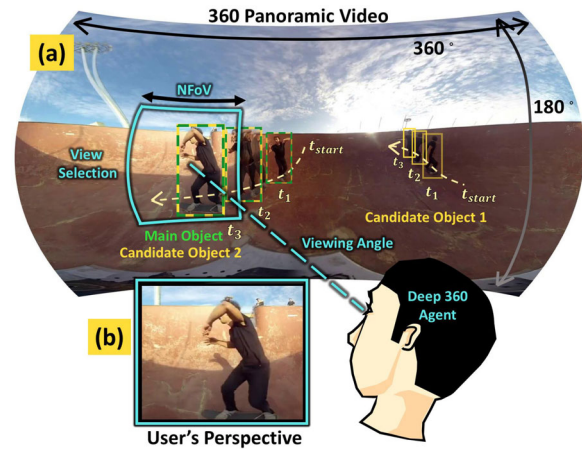 360 Panoramic Video
(a)
360 °
NFoV
180 °
View
Selection
t_start
t_3
t_2
t_1
t_start
t_1
t_2
t_3
Candidate Object 1
Main Object
Candidate Object 2
Viewing Angle
Deep 360
Agent
(b)
User's Perspective